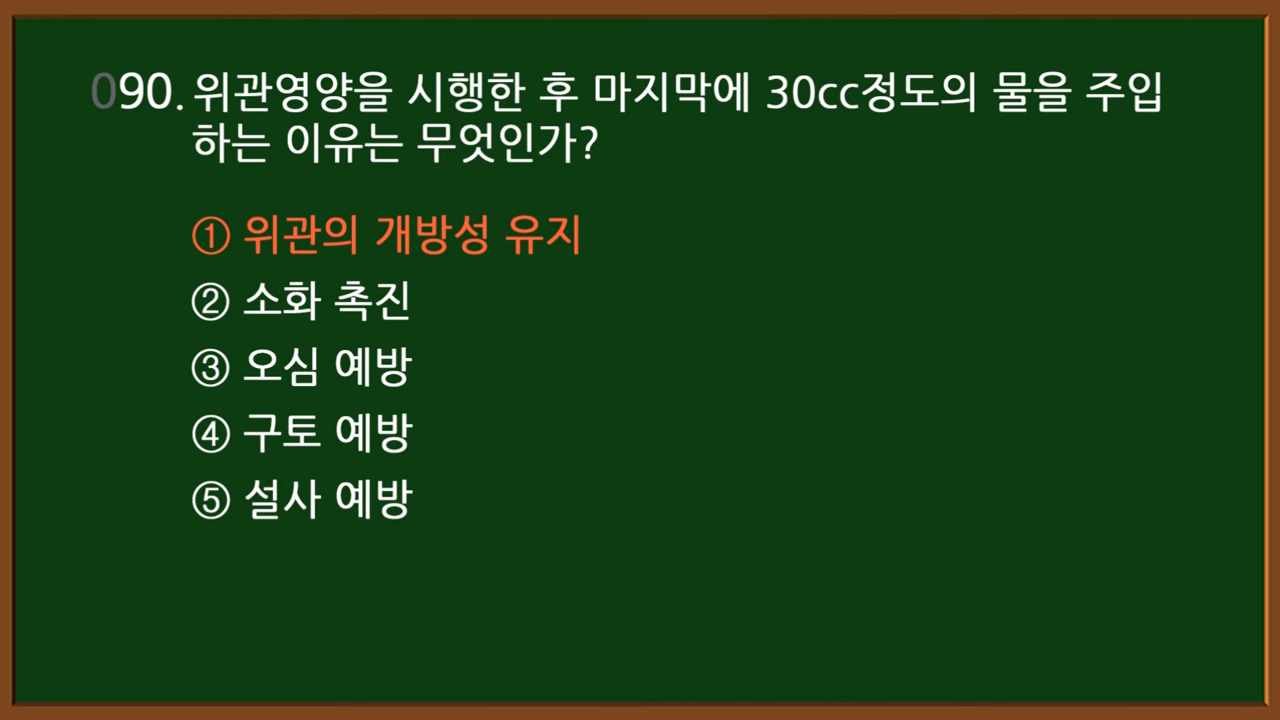 090. 위관영양을 시행한 후 마지막에 30cc정도의 물을 주입
하는 이유는 무엇인가?
① 위관의 개방성 유지
② 소화 촉진
③ 오심 예방
④ 구토 예방
⑤ 설사 예방